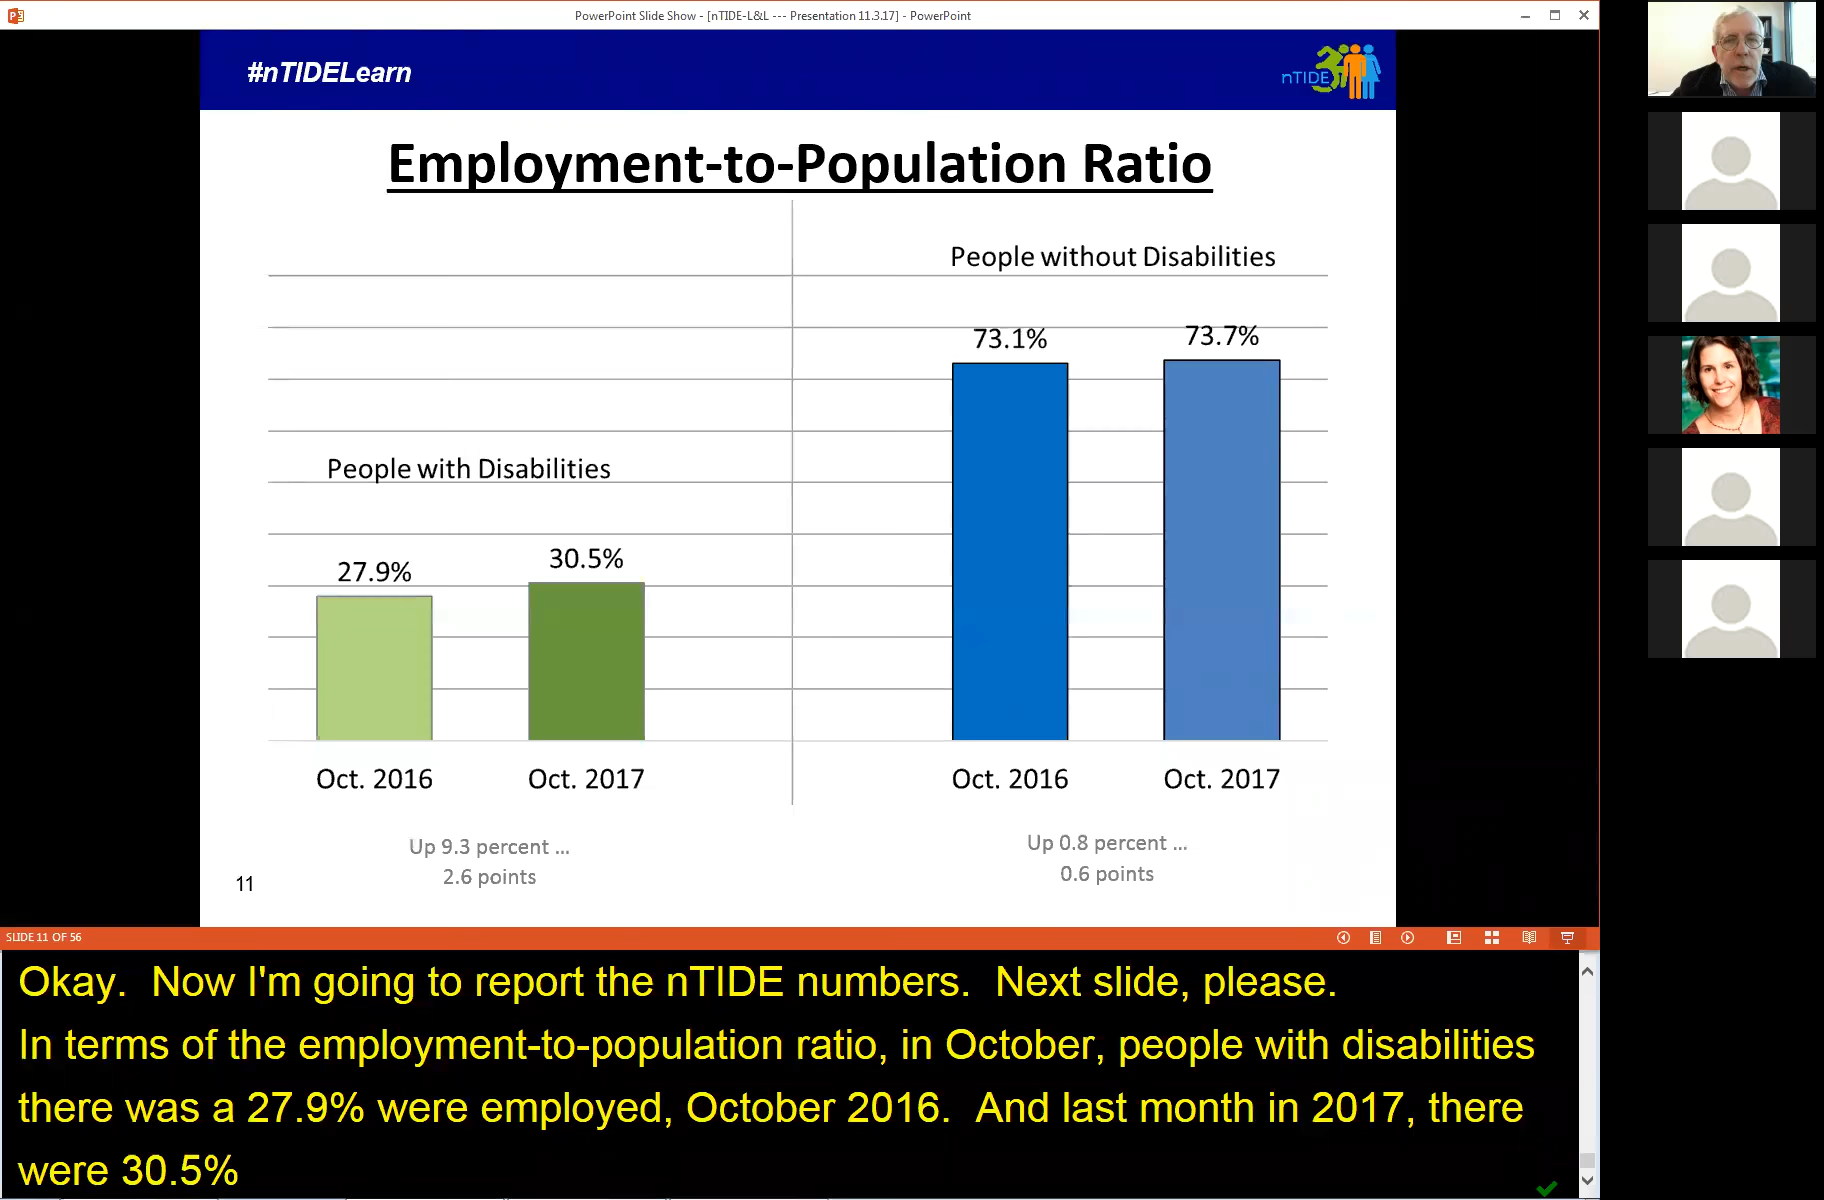 PowerPoint Slide Show - [nTIDE-L&L --- Presentation 11.3.17] - PowerPoint
#nTIDELearn
nTIDE
Employment-to-Population Ratio
People without Disabilities
73.1%
73.7%
People with Disabilities
27.9%
30.5%
Oct. 2016
Oct. 2017
Oct. 2016
Oct. 2017
Up 9.3 percent ...
2.6 points
Up 0.8 percent ...
0.6 points
11
SLIDE 11 OF 56
Okay.  Now I'm going to report the nTIDE numbers.  Next slide, please.
In terms of the employment-to-population ratio, in October, people with disabilities
there was a 27.9% were employed, October 2016.  And last month in 2017, there
were 30.5%